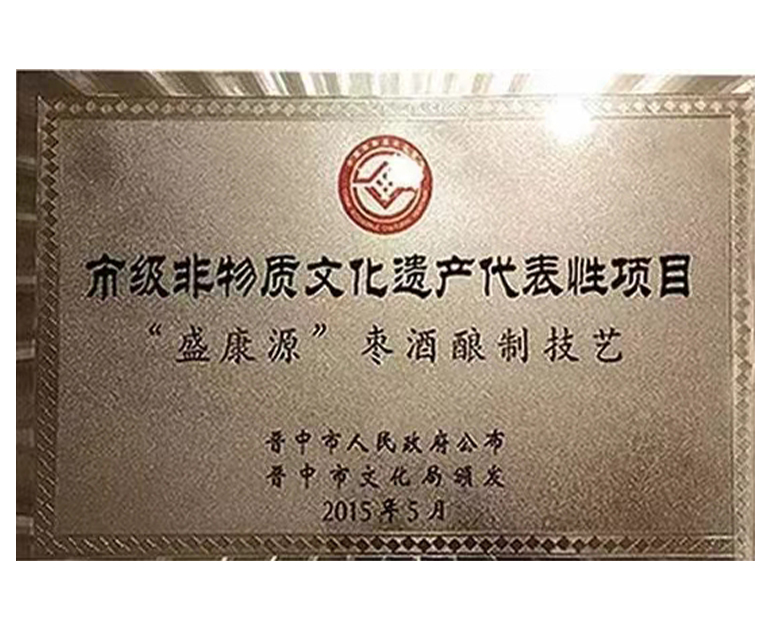 市级非物质文化遗产代表性项目
“盛康源”枣酒酿制技艺
晋中市人民政府公布
晋中市文化局颁发
2015年5月